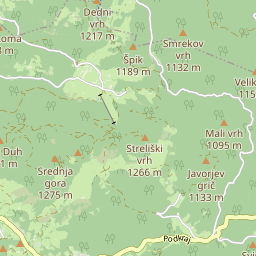 Dedni
vrh
1217 m
Špik
1189 m
Smrekov
vrh
1132 m
Mali vrh
1095 m
Duh
Streliški
vrh
1266 m
Srednja
gora
1275 m
Javorjev
grič
1133 m
Podkraj